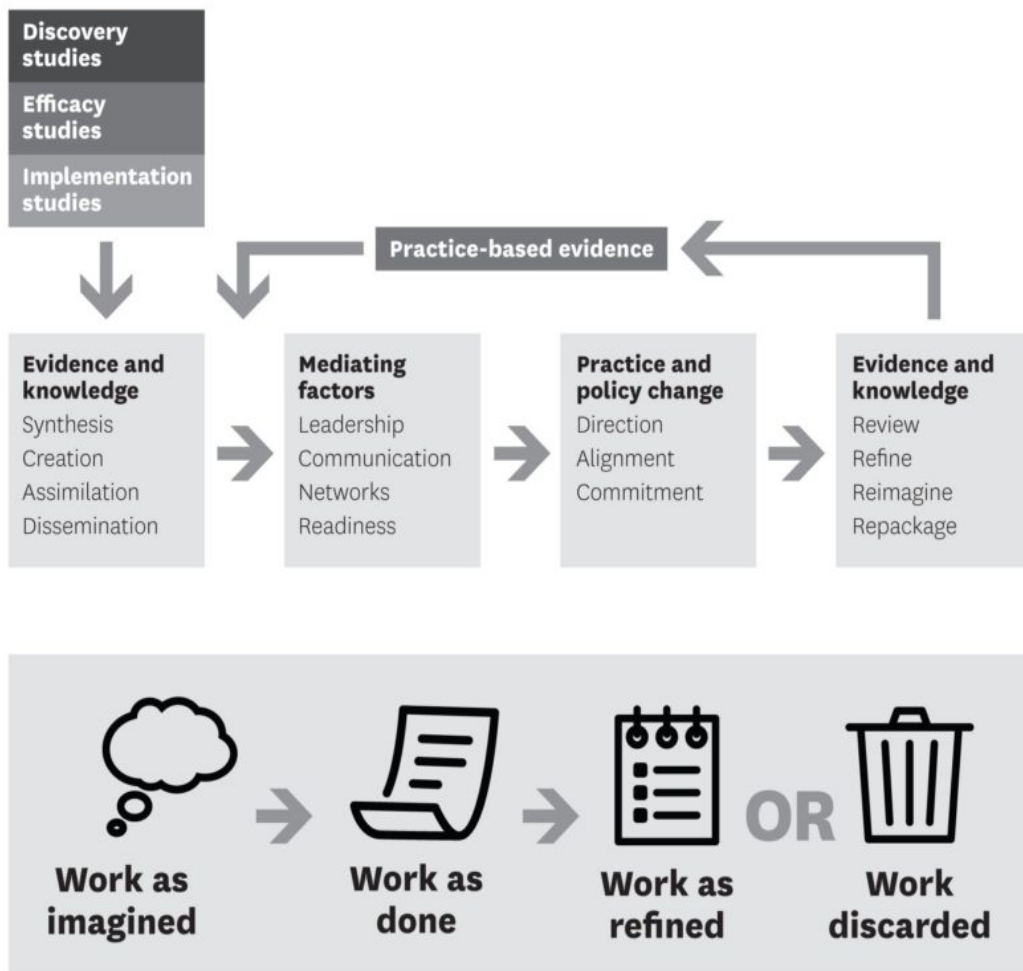 Discovery
studies
Efficacy
studies
Implementation
studies
Practice-based evidence
Evidence and
knowledge
Synthesis
Creation
Assimilation
Dissemination
Mediating
factors
Leadership
Communication
Networks
Readiness
Practice and
policy change
Direction
Alignment
Commitment
Evidence and
knowledge
Review
Refine
Reimagine
Repackage
Work as
imagined
Work as
done
Work as
refined
OR
Work
discarded